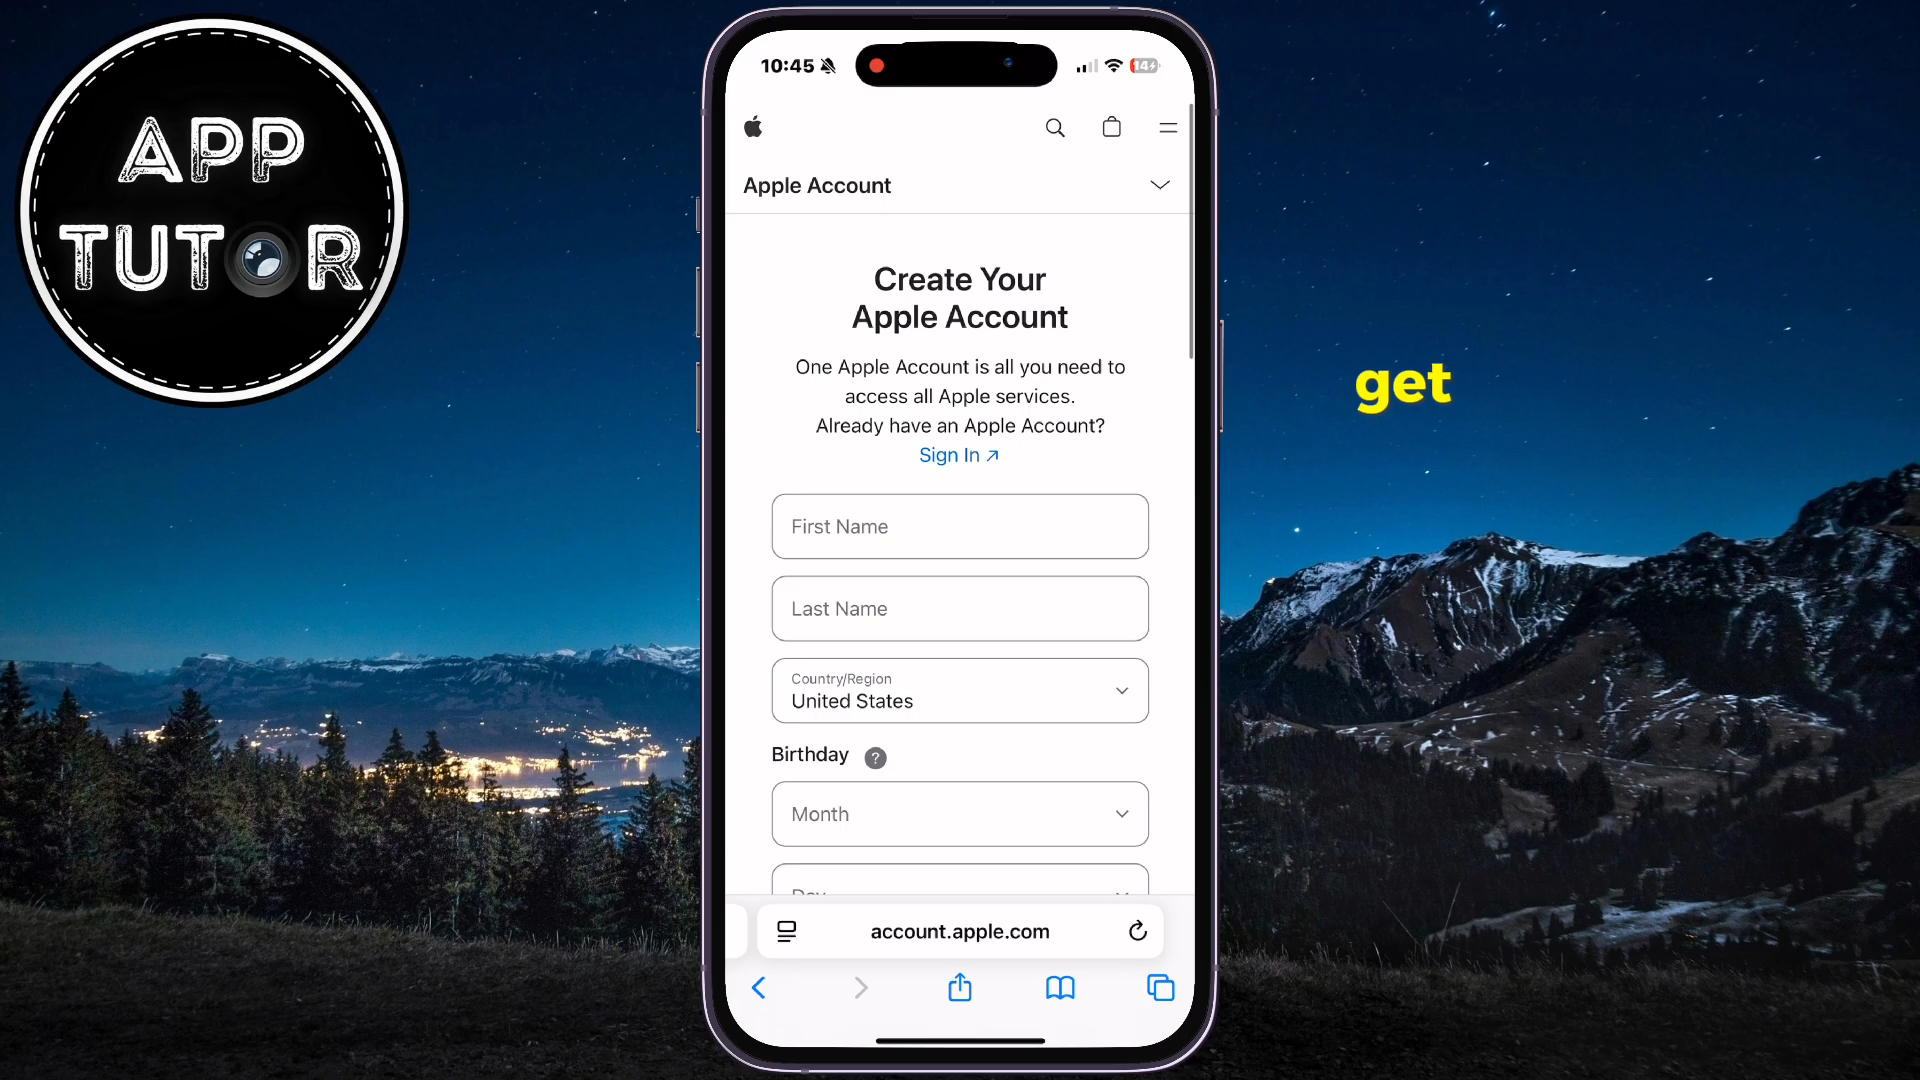 APP
TUTOR
10:45
14
Apple Account
Create Your
Apple Account
One Apple Account is all you need to
access all Apple services.
Already have an Apple Account?
Sign In ↗
First Name
Last Name
Country/Region
United States
Birthday ?
Month
Day
account.apple.com
get